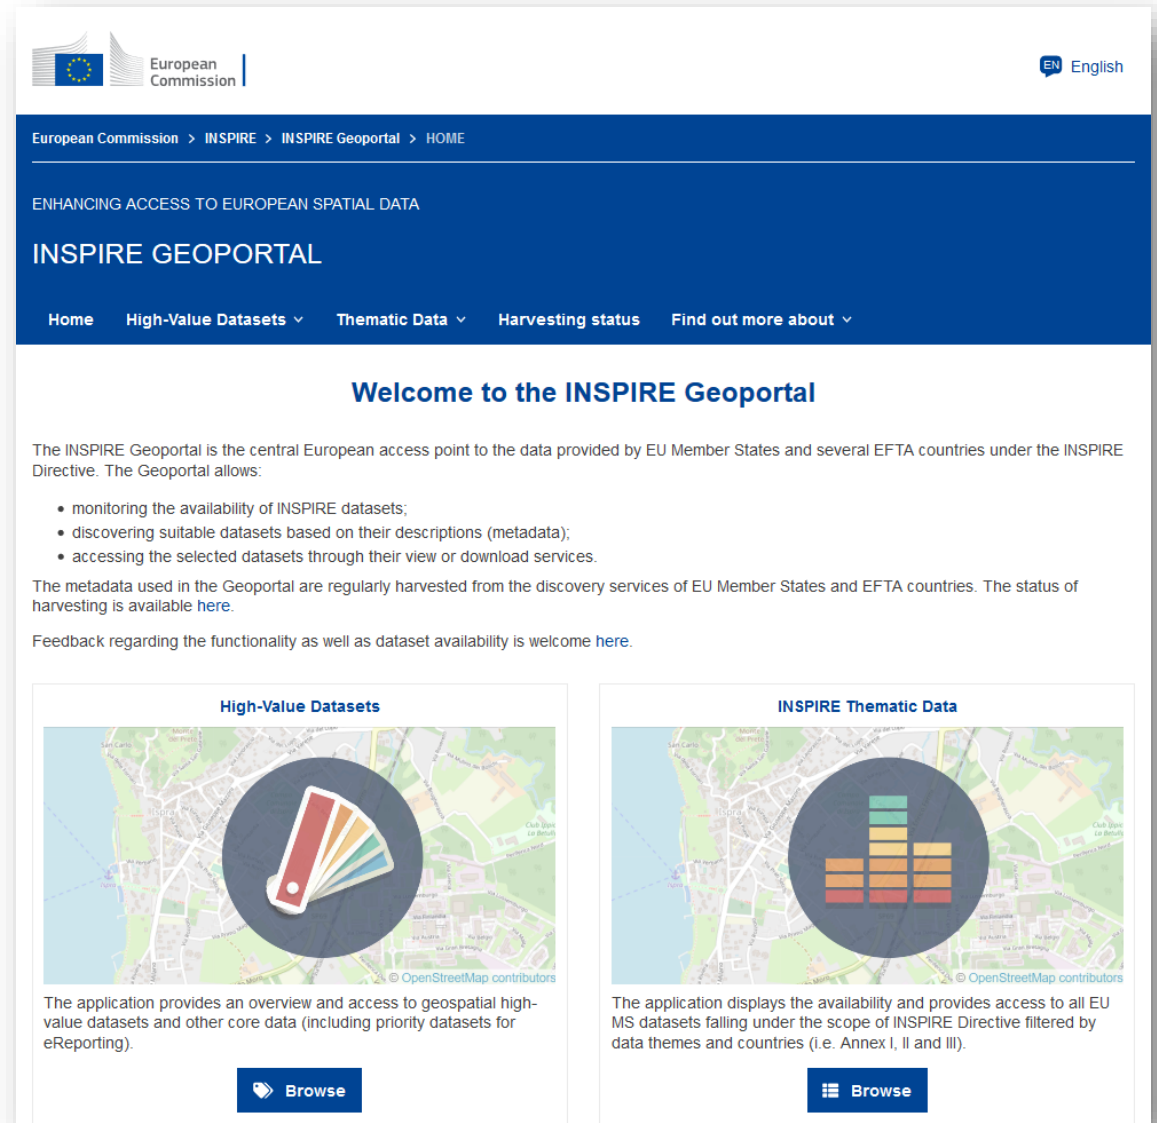 European
Commission
EN English
European Commission > INSPIRE > INSPIRE Geoportal > HOME
ENHANCING ACCESS TO EUROPEAN SPATIAL DATA
INSPIRE GEOPORTAL
Home High-Value Datasets Thematic Data Harvesting status Find out more about
Welcome to the INSPIRE Geoportal
The INSPIRE Geoportal is the central European access point to the data provided by EU Member States and several EFTA countries under the INSPIRE
Directive. The Geoportal allows:
• monitoring the availability of INSPIRE datasets;
• discovering suitable datasets based on their descriptions (metadata);
• accessing the selected datasets through their view or download services.
The metadata used in the Geoportal are regularly harvested from the discovery services of EU Member States and EFTA countries. The status of
harvesting is available here.
Feedback regarding the functionality as well as dataset availability is welcome here.
High-Value Datasets
© OpenStreetMap contributors
The application provides an overview and access to geospatial high-
value datasets and other core data (including priority datasets for
eReporting).
Browse
INSPIRE Thematic Data
© OpenStreetMap contributors
The application displays the availability and provides access to all EU
MS datasets falling under the scope of INSPIRE Directive filtered by
data themes and countries (i.e. Annex I, II and III).
Browse